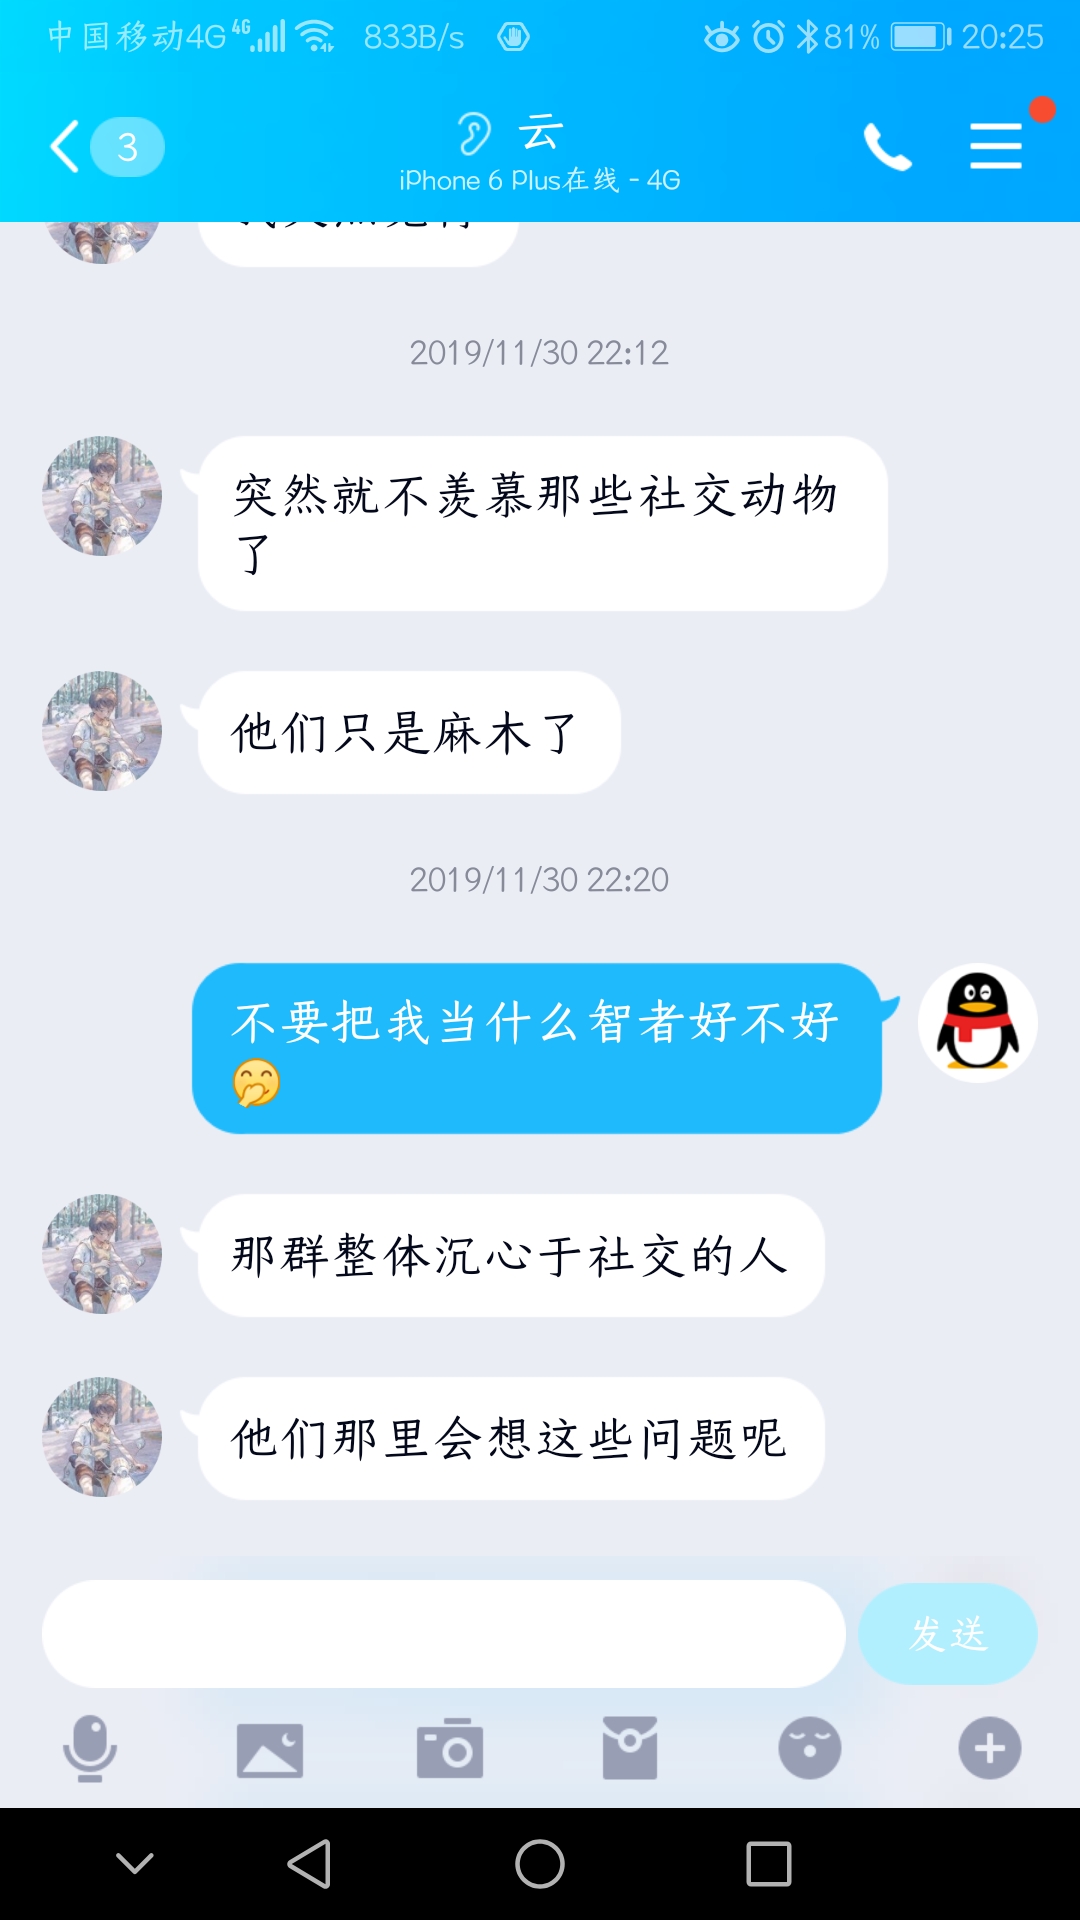 中国移动4G 4G 833B/s 81% 20:25
3 云
iPhone 6 Plus在线 - 4G
2019/11/30 22:12
突然就不羡慕那些社交动物
了
他们只是麻木了
2019/11/30 22:20
不要把我当什么智者好不好
🤭
那群整体沉心于社交的人
他们那里会想这些问题呢
发送